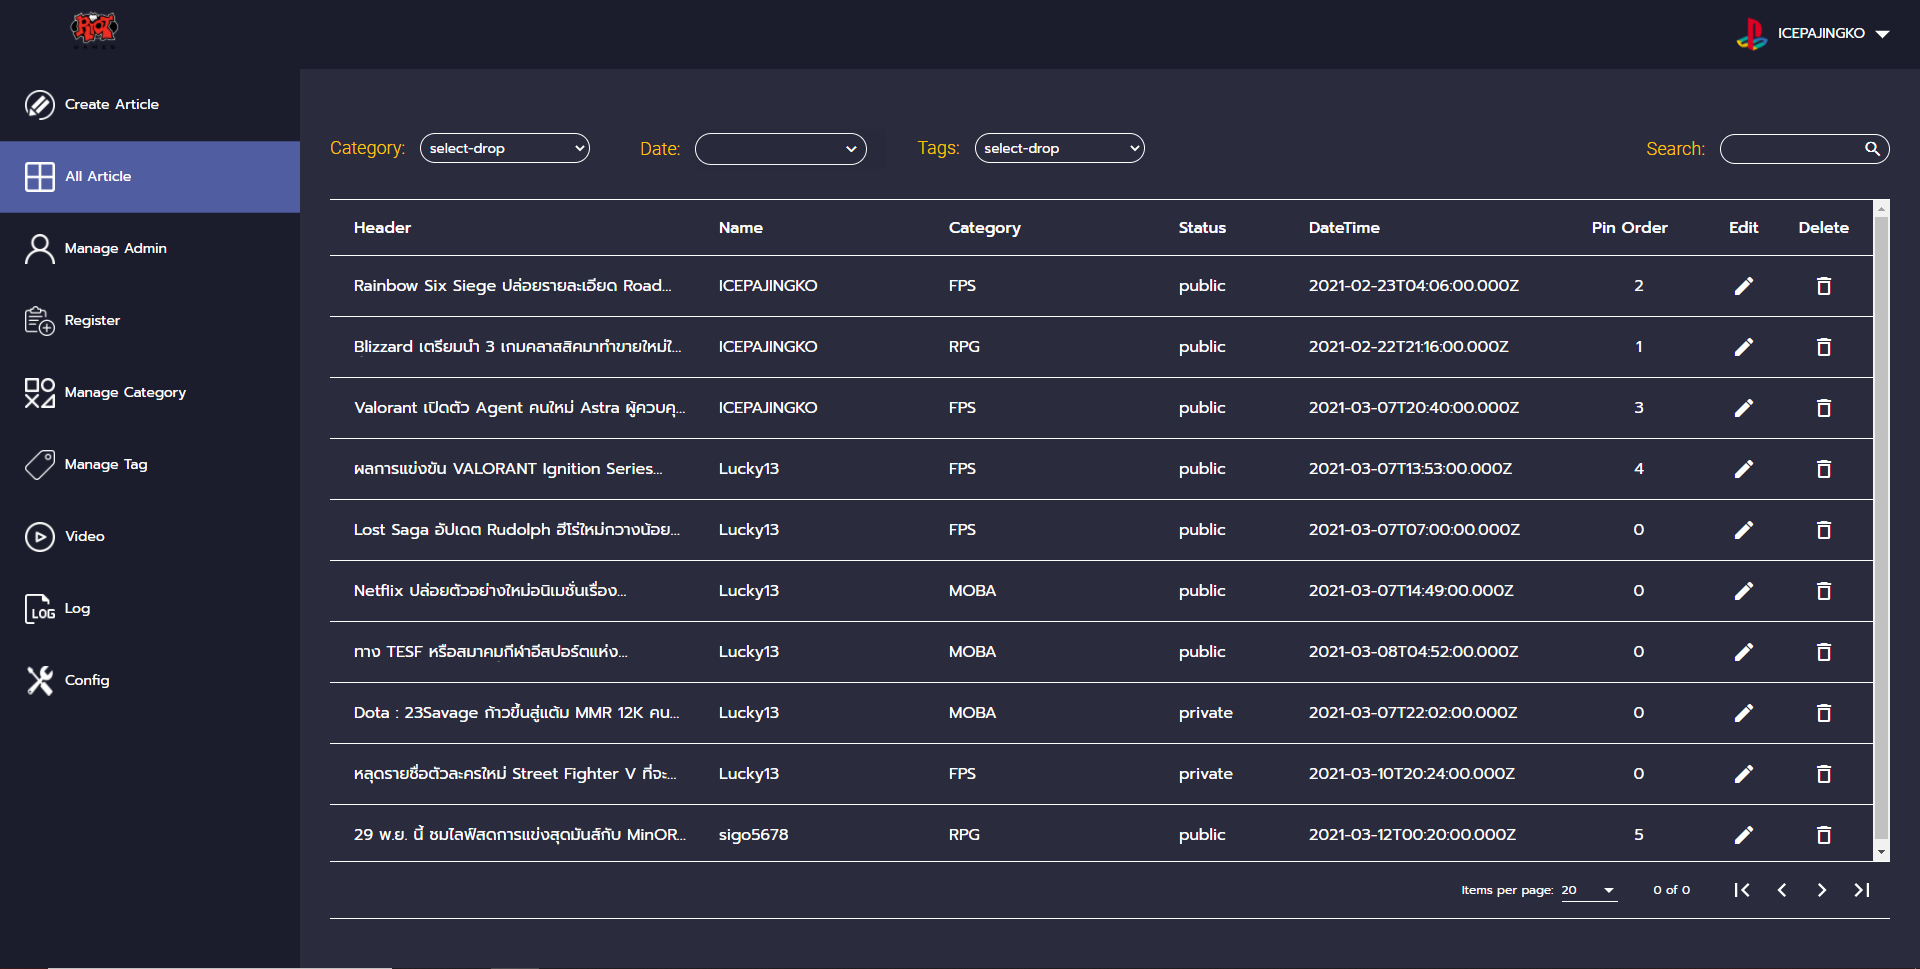 RIOT
GAMES
ICEPAJINGKO
Create Article
All Article
Manage Admin
Register
Manage Category
Manage Tag
Video
LOG
Log
Config
Category: select-drop
Date:
Tags: select-drop
Search:
Header Name Category Status DateTime Pin Order Edit Delete
Rainbow Six Siege ปล่อยรายละเอียด Road... ICEPAJINGKO FPS public 2021-02-23T04:06:00.000Z 2
Blizzard เตรียมนำ 3 เกมคลาสสิคมาทำขายใหม่ใ... ICEPAJINGKO RPG public 2021-02-22T21:16:00.000Z 1
Valorant เปิดตัว Agent คนใหม่ Astra ผู้ควบคุ... ICEPAJINGKO FPS public 2021-03-07T20:40:00.000Z 3
ผลการแข่งขัน VALORANT Ignition Series... Lucky13 FPS public 2021-03-07T13:53:00.000Z 4
Lost Saga อัปเดต Rudolph ฮีโร่ใหม่กวางน้อย... Lucky13 FPS public 2021-03-07T07:00:00.000Z 0
Netflix ปล่อยตัวอย่างใหม่อนิเมชั่นเรื่อง... Lucky13 MOBA public 2021-03-07T14:49:00.000Z 0
ทาง TESF หรือสมาคมกีฬาอีสปอร์ตแห่ง... Lucky13 MOBA public 2021-03-08T04:52:00.000Z 0
Dota : 23Savage ก้าวขึ้นสู่แต้ม MMR 12K คน... Lucky13 MOBA private 2021-03-07T22:02:00.000Z 0
หลุดรายชื่อตัวละครใหม่ Street Fighter V ที่จะ... Lucky13 FPS private 2021-03-10T20:24:00.000Z 0
29 พ.ย. นี้ ชมไลฟ์สดการแข่งสุดมันส์กับ MinOR... sigo5678 RPG public 2021-03-12T00:20:00.000Z 5
Items per page: 20 0 of 0